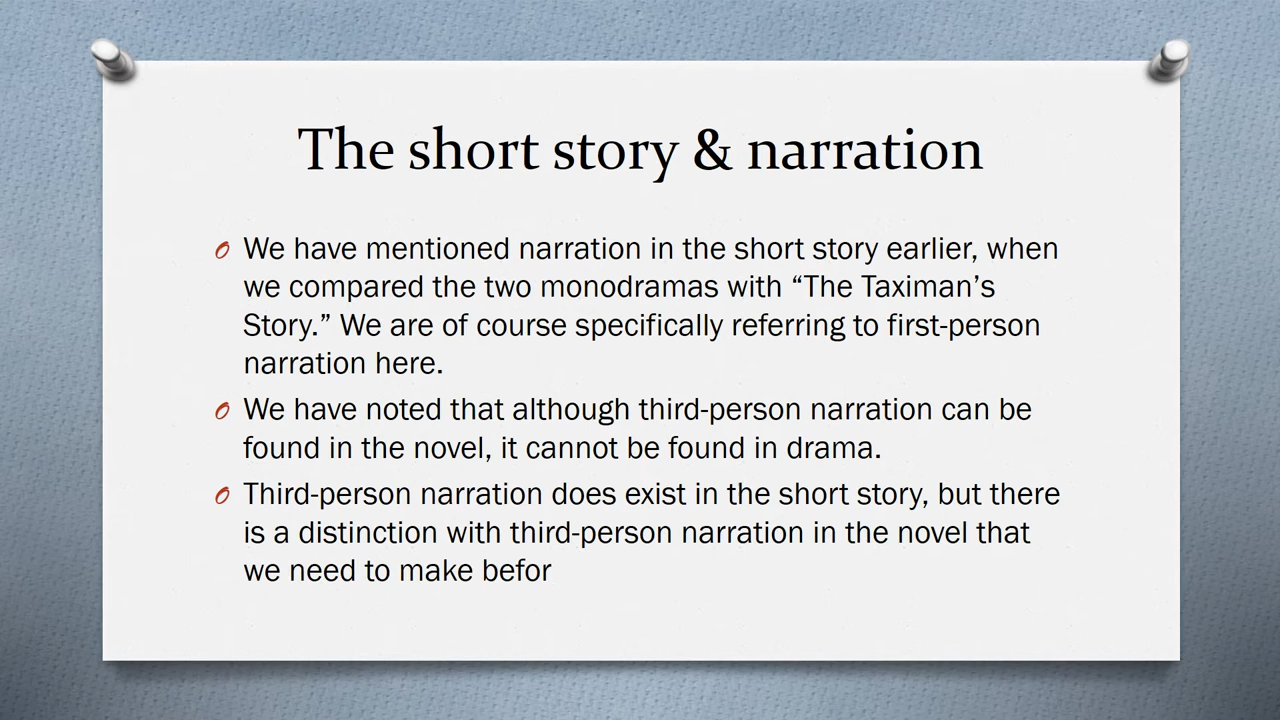 The short story & narration
We have mentioned narration in the short story earlier, when
we compared the two monodramas with “The Taximan’s
Story.” We are of course specifically referring to first-person
narration here.
We have noted that although third-person narration can be
found in the novel, it cannot be found in drama.
Third-person narration does exist in the short story, but there
is a distinction with third-person narration in the novel that
we need to make befor